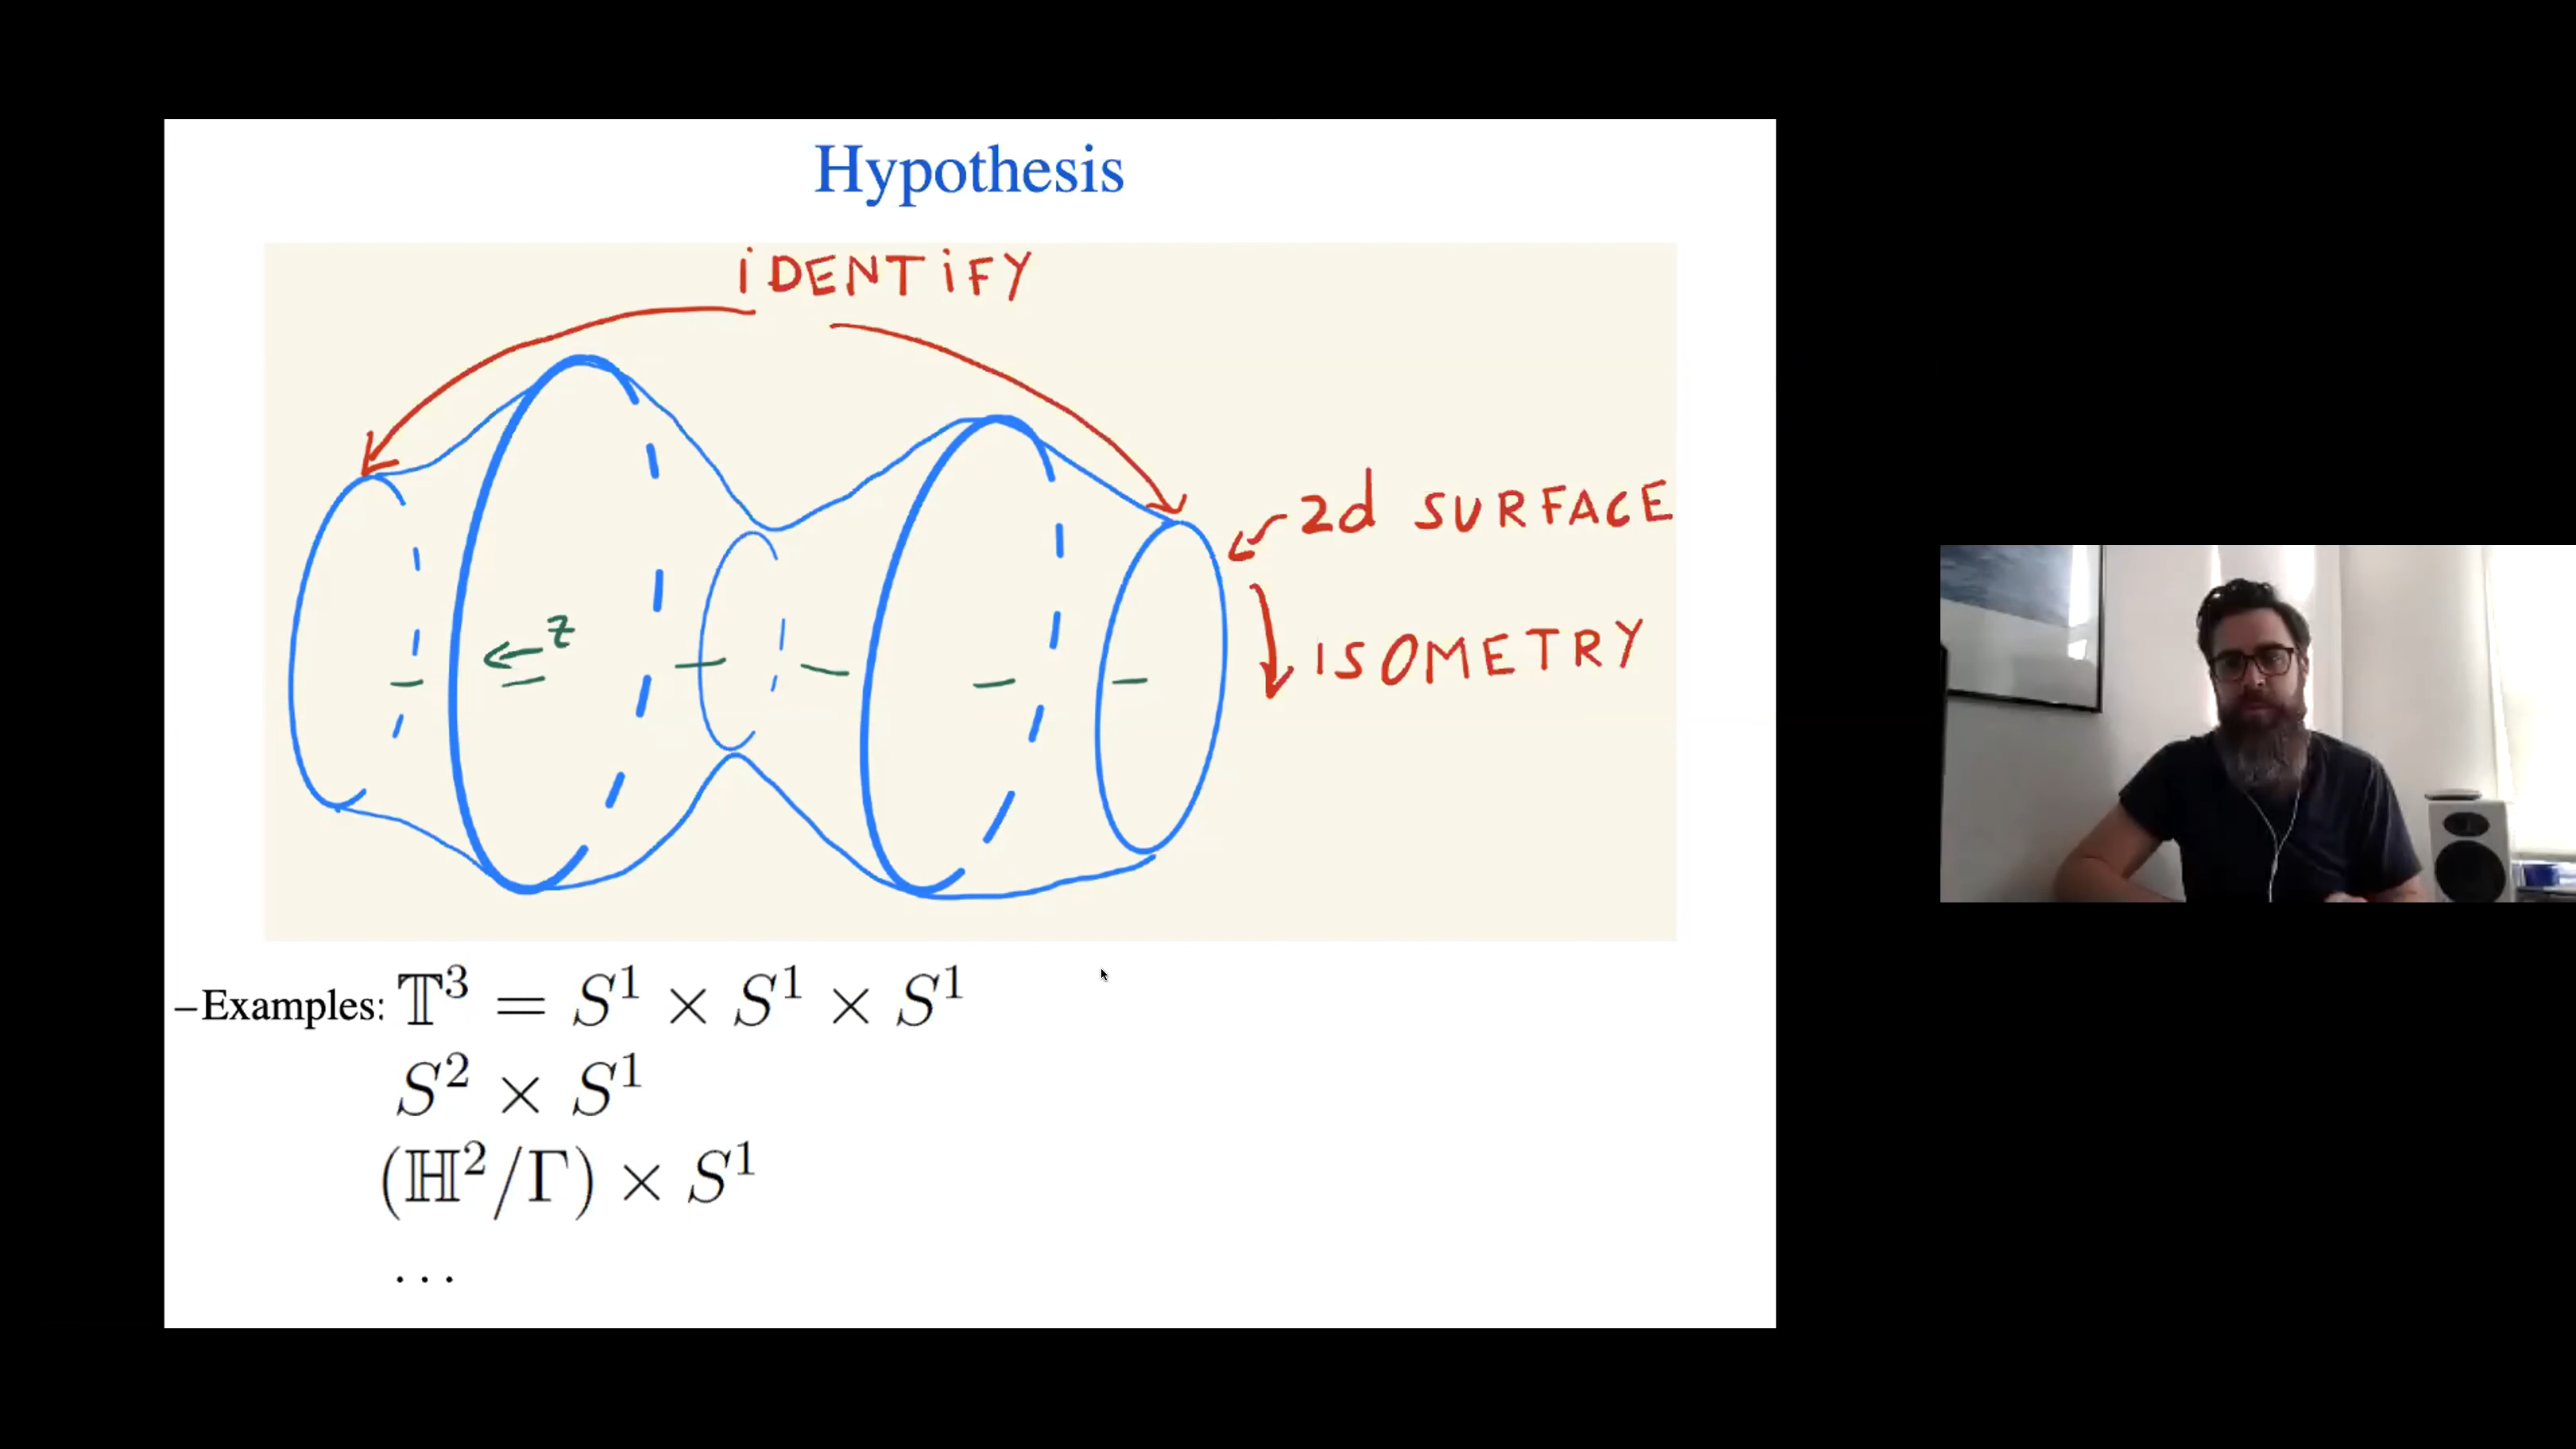 Hypothesis
iDENTiFY
2d SURFACE
z
ISOMETRY
–Examples: 𝕋³ = S¹ × S¹ × S¹
S² × S¹
(ℍ²/Γ) × S¹
...